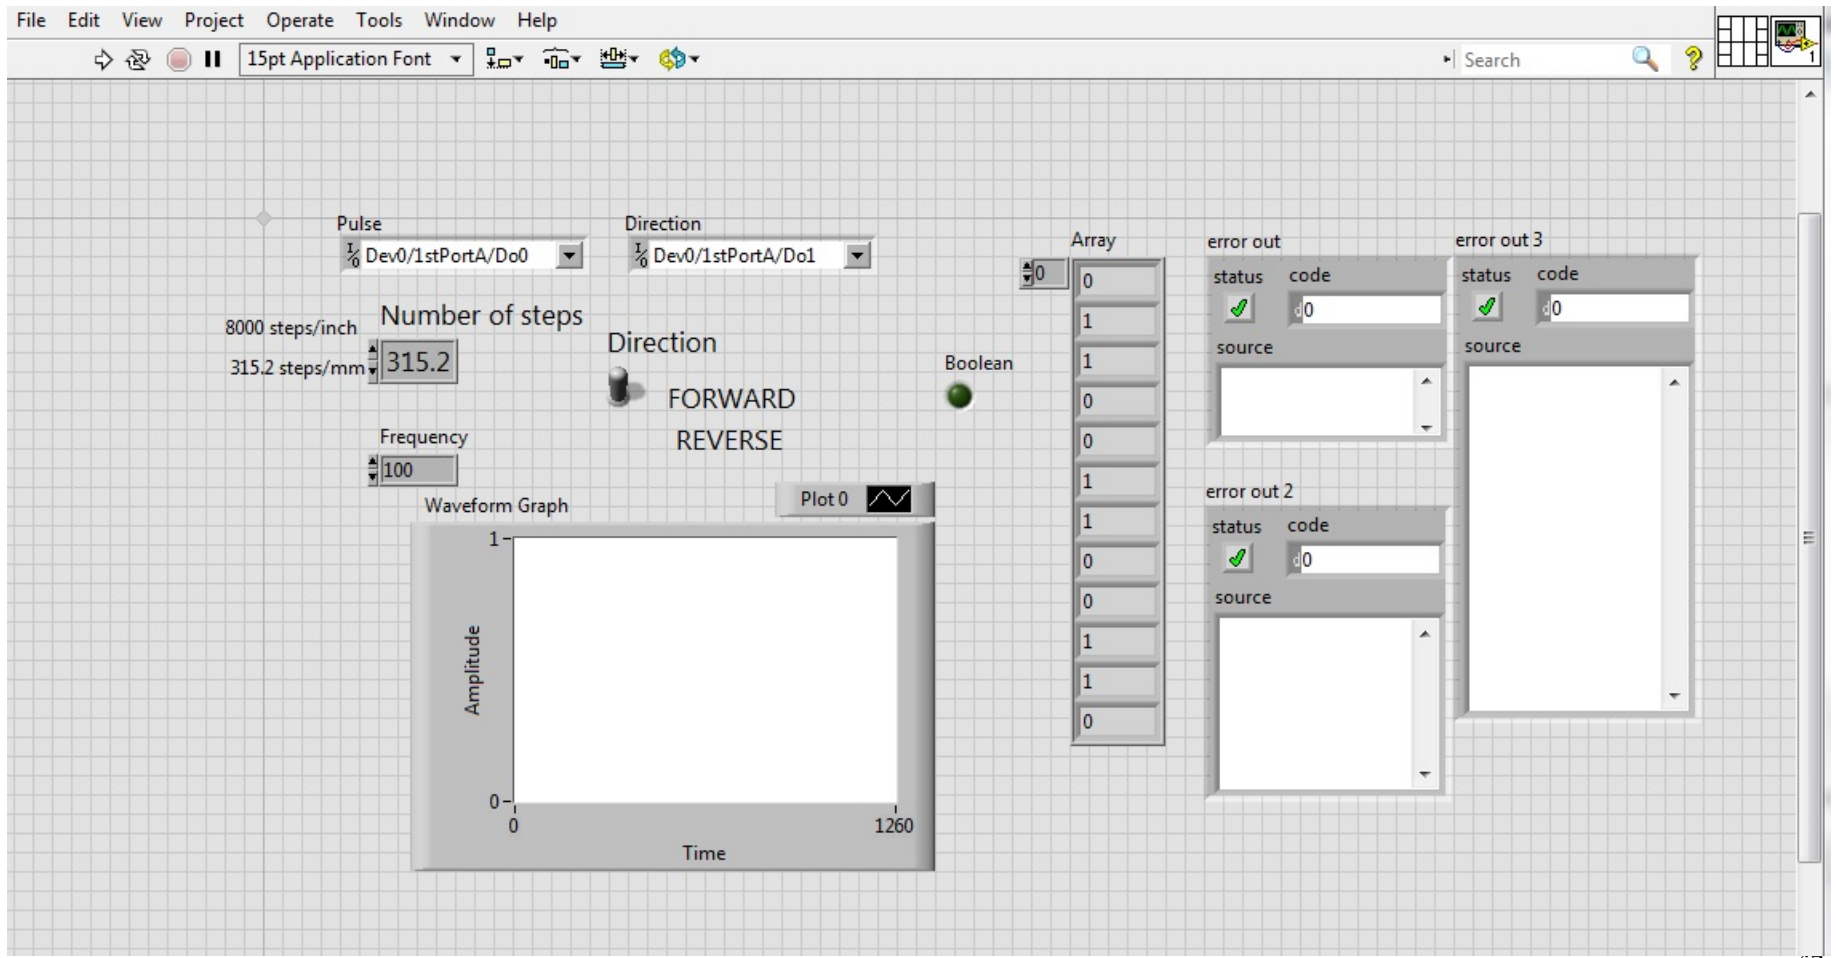 File Edit View Project Operate Tools Window Help
15pt Application Font
Search
1
Pulse
Dev0/1stPortA/Do0
Direction
Dev0/1stPortA/Do1
8000 steps/inch
315.2 steps/mm
Number of steps
315.2
Direction
FORWARD
REVERSE
Boolean
Frequency
100
Waveform Graph
Plot 0
1
0
Amplitude
0
1260
Time
Array
0
0
1
1
0
0
1
1
0
0
1
1
0
error out
status code
d0
source
error out 2
status code
d0
source
error out 3
status code
d0
source